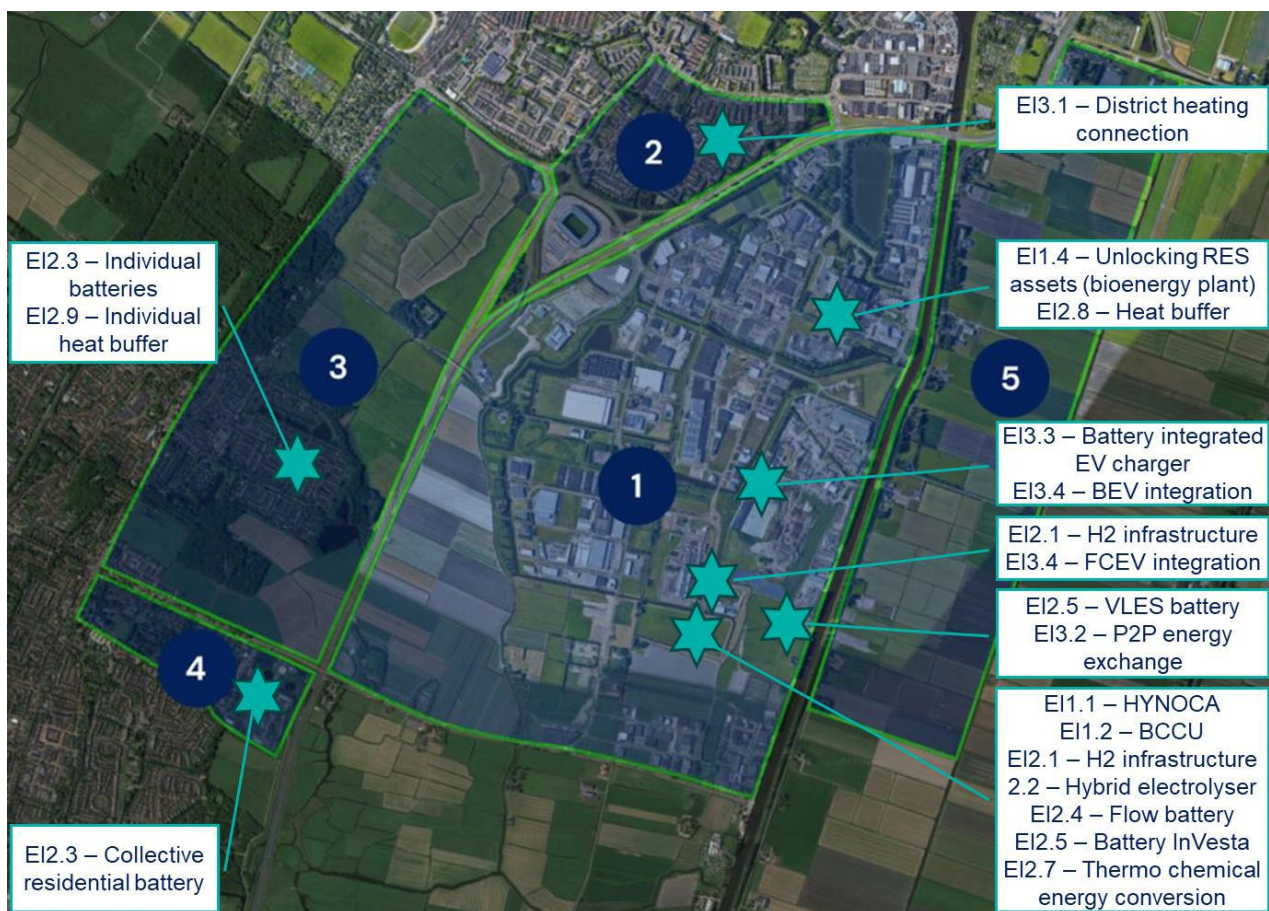 EI3.1 – District heating
connection
2
EI2.3 – Individual
batteries
EI2.9 – Individual
heat buffer
EI1.4 – Unlocking RES
assets (bioenergy plant)
EI2.8 – Heat buffer
3
5
EI3.3 – Battery integrated
EV charger
EI3.4 – BEV integration
1
EI2.1 – H2 infrastructure
EI3.4 – FCEV integration
EI2.5 – VLES battery
EI3.2 – P2P energy
exchange
4
EI1.1 – HYNOCA
EI1.2 – BCCU
EI2.1 – H2 infrastructure
2.2 – Hybrid electrolyser
EI2.4 – Flow battery
EI2.5 – Battery InVesta
EI2.7 – Thermo chemical
energy conversion
EI2.3 – Collective
residential battery